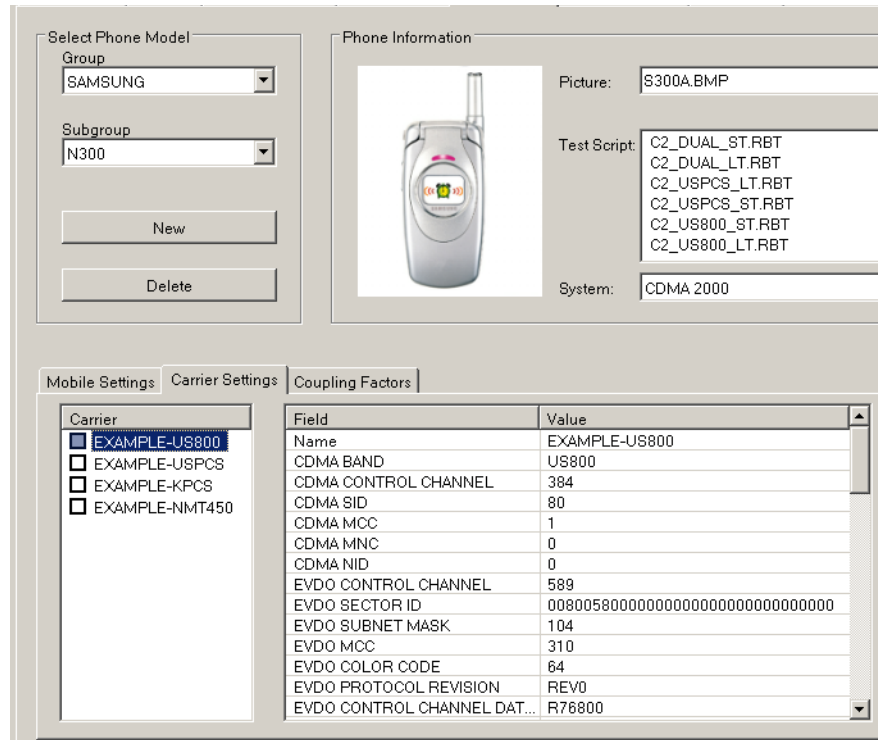 Select Phone Model
Group
SAMSUNG
Subgroup
N300
New
Delete
Phone Information
Picture: S300A.BMP
Test Script: C2_DUAL_ST.RBT
C2_DUAL_LT.RBT
C2_USPCS_LT.RBT
C2_USPCS_ST.RBT
C2_US800_ST.RBT
C2_US800_LT.RBT
System: CDMA 2000
Mobile Settings Carrier Settings Coupling Factors
Carrier
EXAMPLE-US800
EXAMPLE-USPCS
EXAMPLE-KPCS
EXAMPLE-NMT450
Field Value
Name EXAMPLE-US800
CDMA BAND US800
CDMA CONTROL CHANNEL 384
CDMA SID 80
CDMA MCC 1
CDMA MNC 0
CDMA NID 0
EVDO CONTROL CHANNEL 589
EVDO SECTOR ID 00800580000000000000000000000000
EVDO SUBNET MASK 104
EVDO MCC 310
EVDO COLOR CODE 64
EVDO PROTOCOL REVISION REV0
EVDO CONTROL CHANNEL DAT... R76800